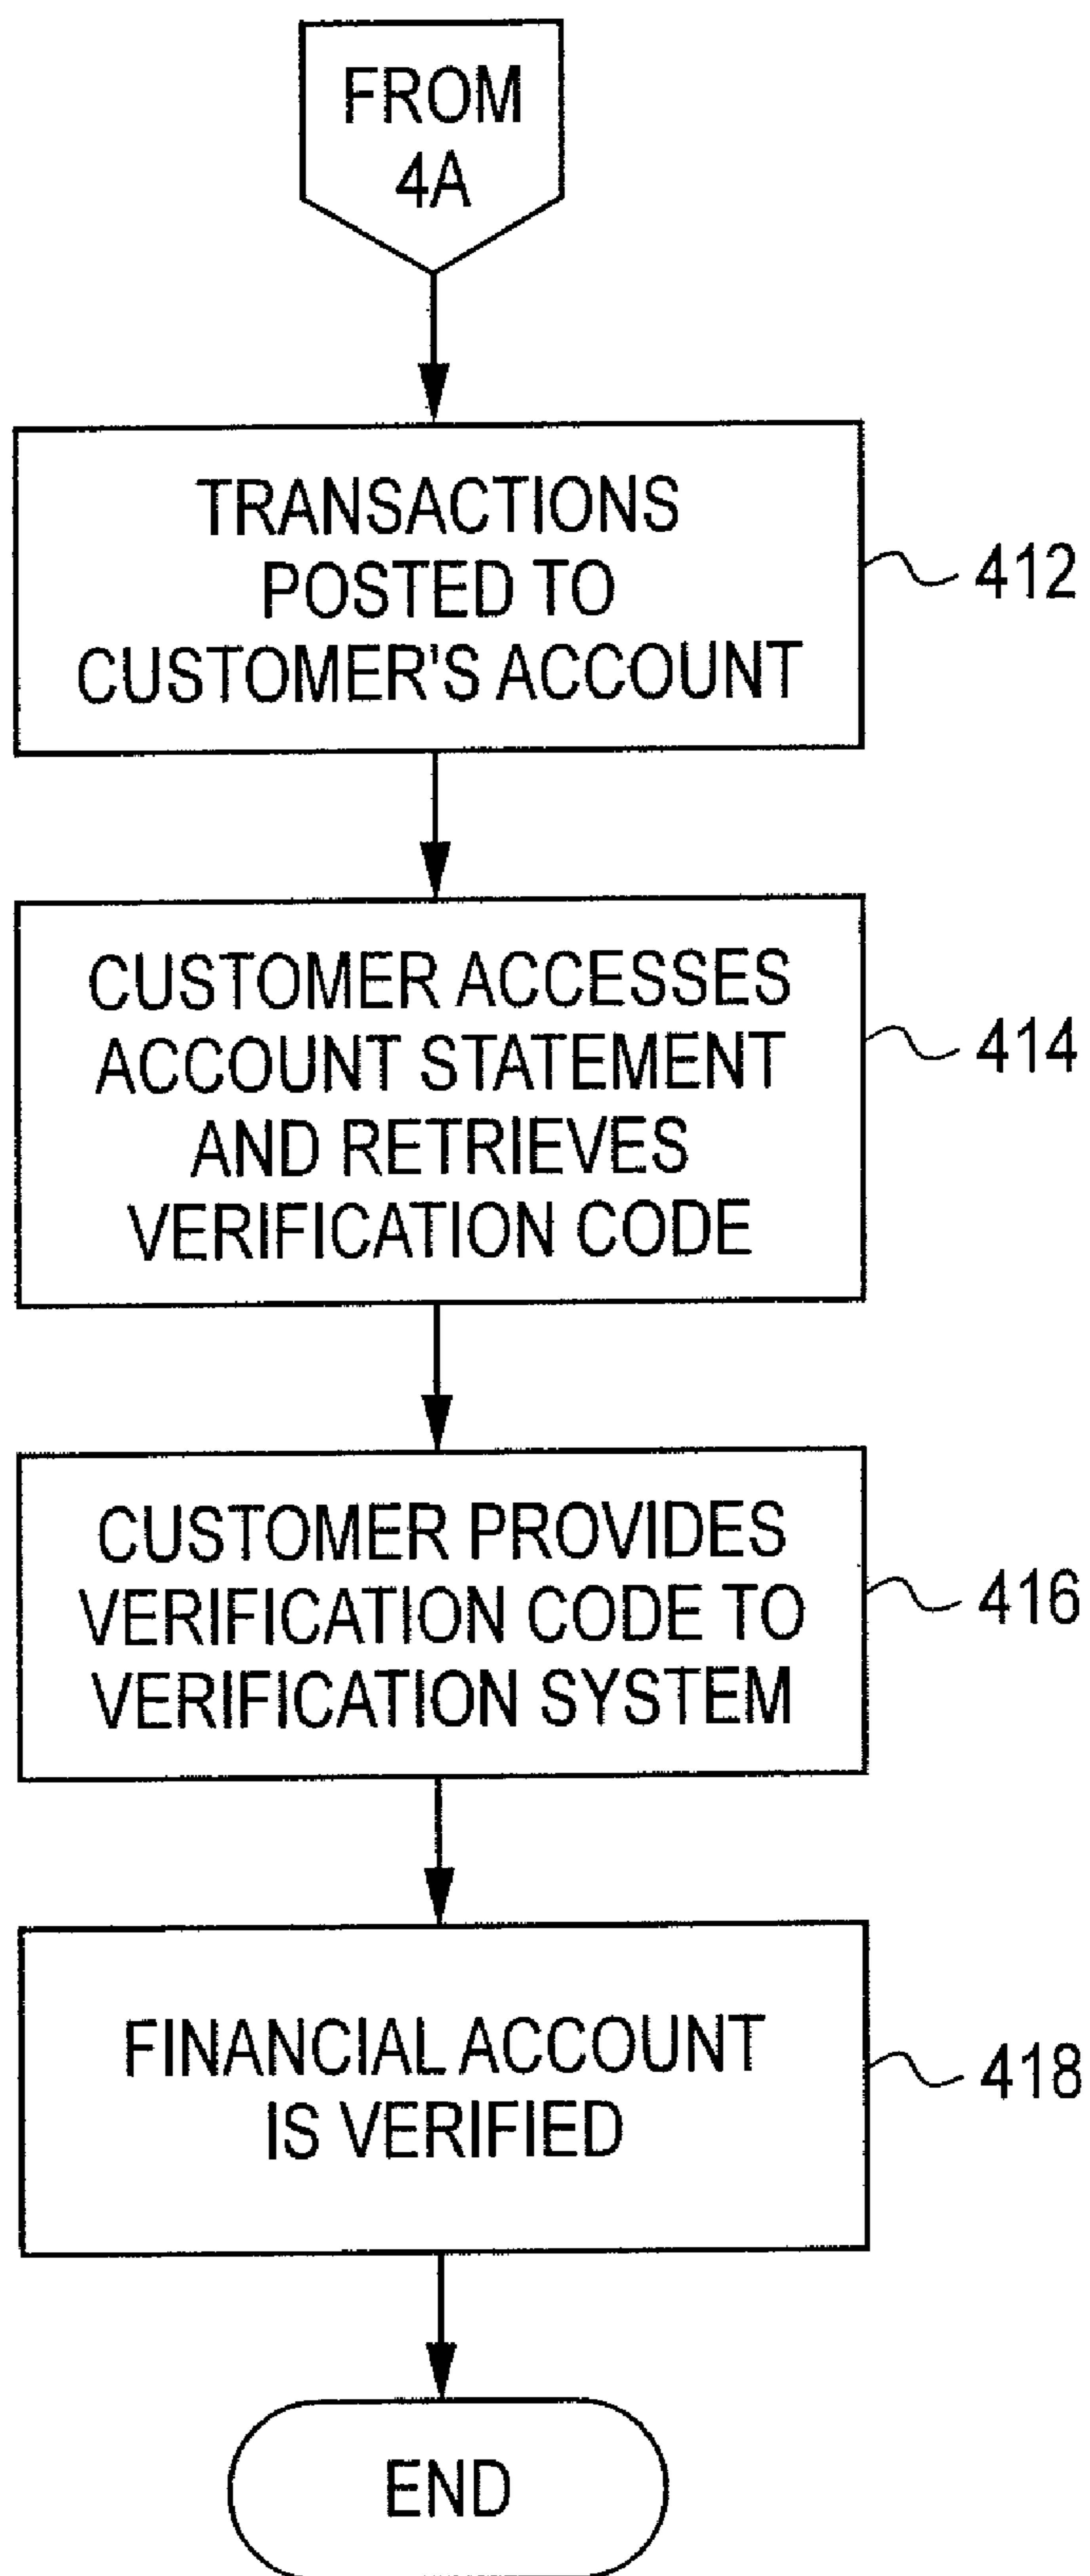 FROM
4A
TRANSACTIONS
POSTED TO
CUSTOMER'S ACCOUNT
412
CUSTOMER ACCESSES
ACCOUNT STATEMENT
AND RETRIEVES
VERIFICATION CODE
414
CUSTOMER PROVIDES
VERIFICATION CODE TO
VERIFICATION SYSTEM
416
FINANCIAL ACCOUNT
IS VERIFIED
418
END